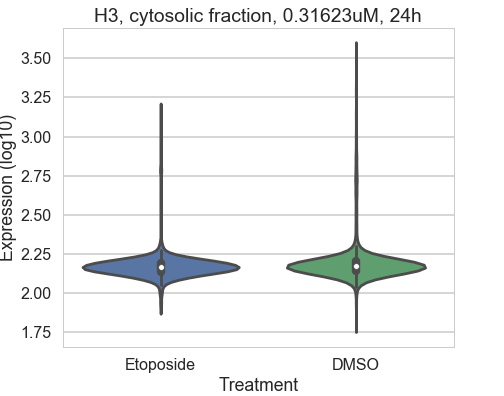 H3, cytosolic fraction, 0.31623uM, 24h
Expression (log10)
3.50
3.25
3.00
2.75
2.50
2.25
2.00
1.75
Etoposide
DMSO
Treatment